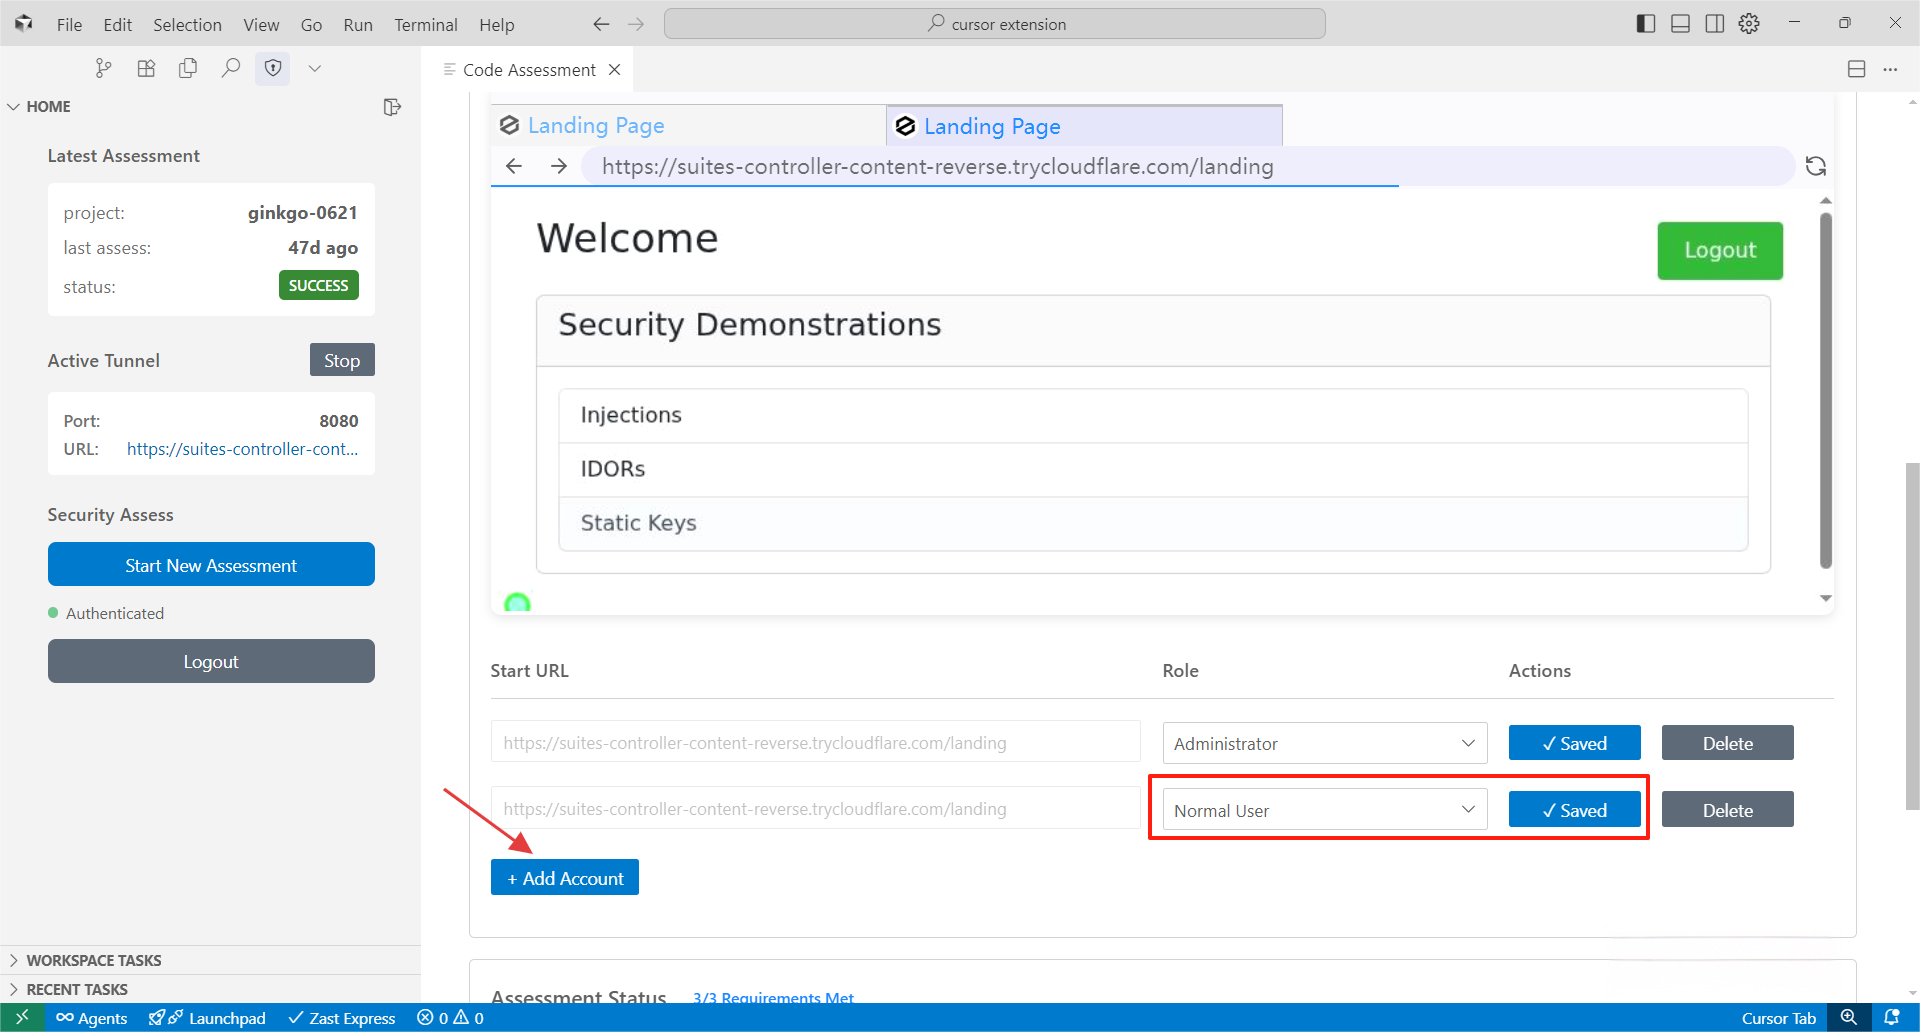 File Edit Selection View Go Run Terminal Help
cursor extension
Code Assessment
HOME
Latest Assessment
project: ginkgo-0621
last assess: 47d ago
status: SUCCESS
Active Tunnel Stop
Port: 8080
URL: https://suites-controller-cont...
Security Assess
Start New Assessment
Authenticated
Logout
WORKSPACE TASKS
RECENT TASKS
Landing Page Landing Page
https://suites-controller-content-reverse.trycloudflare.com/landing
Welcome Logout
Security Demonstrations
Injections
IDORs
Static Keys
Start URL Role Actions
https://suites-controller-content-reverse.trycloudflare.com/landing Administrator ✓ Saved Delete
https://suites-controller-content-reverse.trycloudflare.com/landing Normal User ✓ Saved Delete
+ Add Account
Assessment Status 3/3 Requirements Met
Agents Launchpad ✓ Zast Express 0 0 Cursor Tab